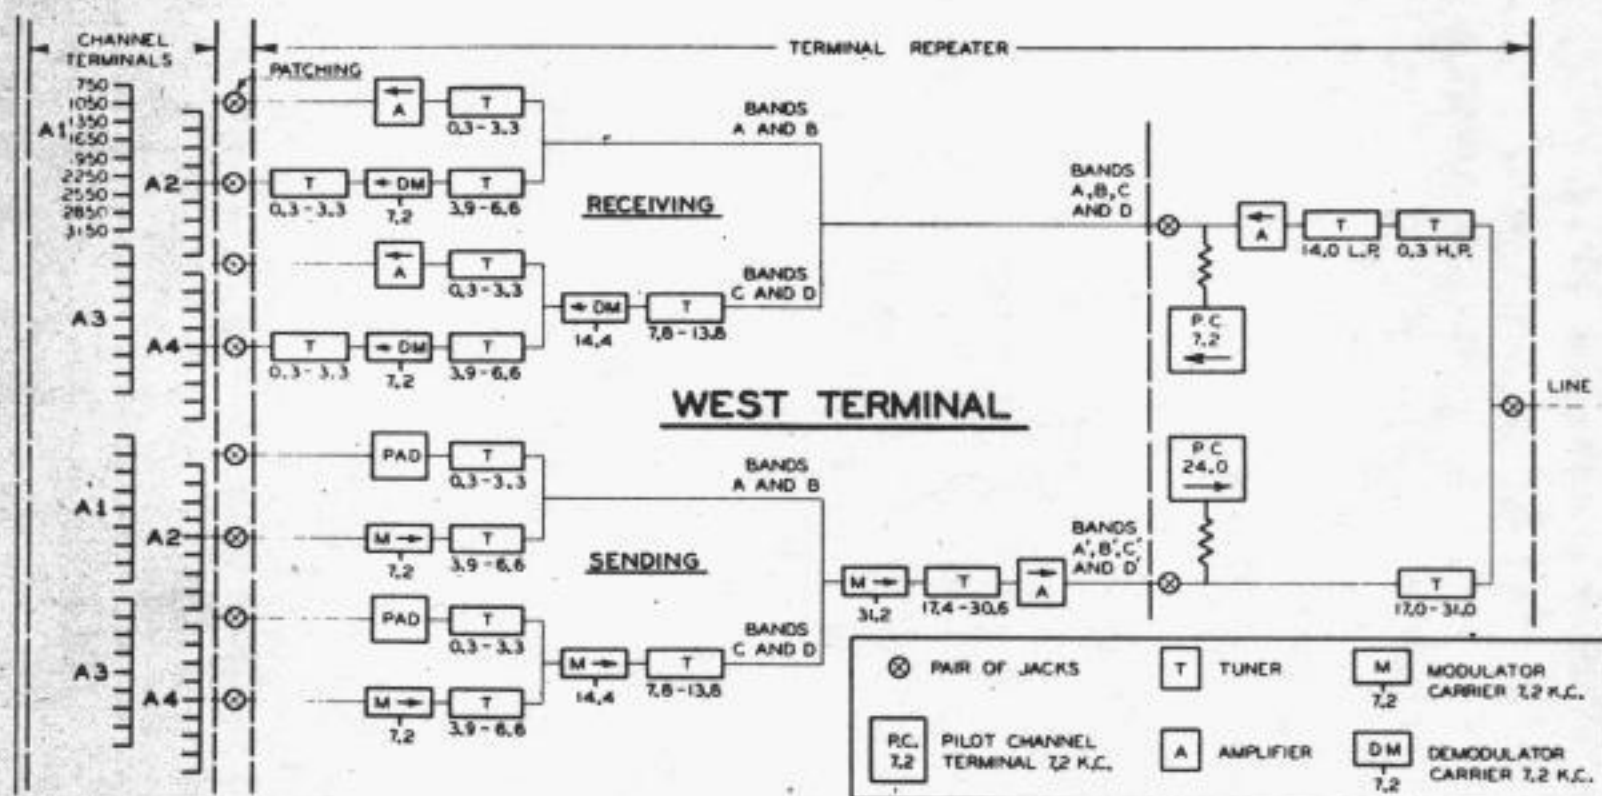 CHANNEL
TERMINALS
TERMINAL REPEATER
PATCHING
750
1050
1350
1650
950
2250
2550
2850
3150
A1
A2
A3
A4
A
T
0.3-3.3
BANDS
A AND B
T
0.3-3.3
DM
7.2
T
3.9-6.6
RECEIVING
A
T
0.3-3.3
BANDS
C AND D
DM
14.4
T
7.8-13.8
T
0.3-3.3
DM
7.2
T
3.9-6.6
BANDS
A,B,C
AND D
A
T
14.0 L.P.
T
0.3 H.P.
P.C
7.2
WEST TERMINAL
LINE
A1
A2
A3
A4
PAD
T
0.3-3.3
BANDS
A AND B
M
7.2
T
3.9-6.6
SENDING
PAD
T
0.3-3.3
BANDS
C AND D
M
14.4
T
7.8-13.8
M
7.2
T
3.9-6.6
M
31.2
T
17.4-30.6
A
BANDS
A',B',C'
AND D'
P.C
24.0
T
17.0-31.0
PAIR OF JACKS
T TUNER
M
7.2
MODULATOR
CARRIER 7.2 K.C.
P.C.
7.2
PILOT CHANNEL
TERMINAL 7.2 K.C.
A AMPLIFIER
DM
7.2
DEMODULATOR
CARRIER 7.2 K.C.